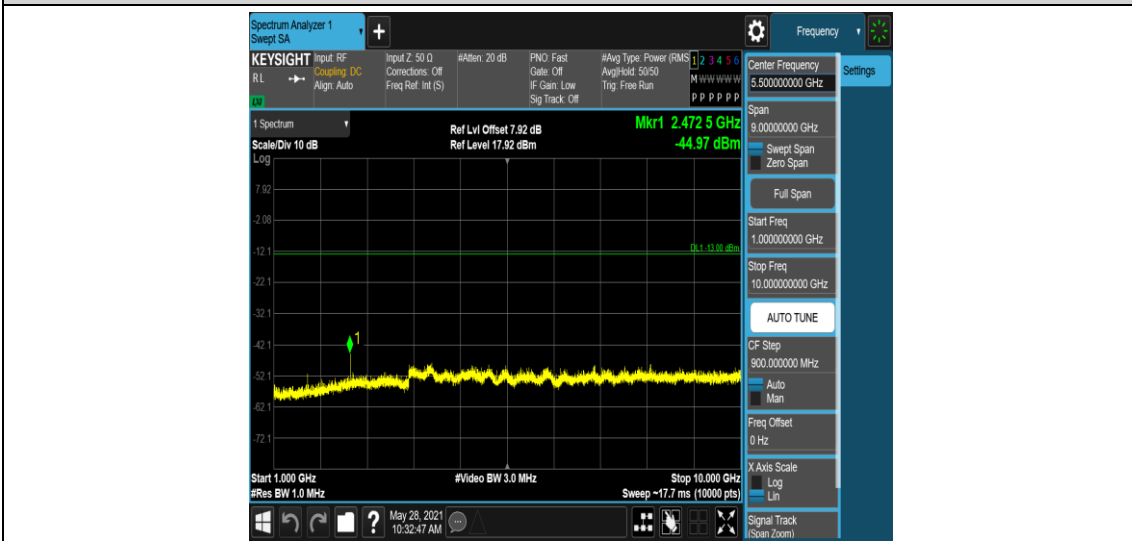 Spectrum Analyzer 1
Swept SA
+
Frequency
KEYSIGHT
RL
LXI
Input: RF
Coupling: DC
Align: Auto
Input Z: 50 Ω
Corrections: Off
Freq Ref: Int (S)
#Atten: 20 dB
PNO: Fast
Gate: Off
IF Gain: Low
Sig Track: Off
#Avg Type: Power (RMS
Avg|Hold: 50/50
Trig: Free Run
1 2 3 4 5 6
M W W W W W
P P P P P P
Center Frequency
5.500000000 GHz
Settings
Span
9.00000000 GHz
Swept Span
Zero Span
Full Span
Start Freq
1.000000000 GHz
Stop Freq
10.000000000 GHz
AUTO TUNE
CF Step
900.000000 MHz
Auto
Man
Freq Offset
0 Hz
X Axis Scale
Log
Lin
Signal Track
(Span Zoom)
1 Spectrum
Scale/Div 10 dB
Log
Ref Lvl Offset 7.92 dB
Ref Level 17.92 dBm
Mkr1 2.472 5 GHz
-44.97 dBm
7.92
-2.08
-12.1
DL1 -13.00 dBm
-22.1
-32.1
1
-42.1
-52.1
-62.1
-72.1
Start 1.000 GHz
#Res BW 1.0 MHz
#Video BW 3.0 MHz
Stop 10.000 GHz
Sweep ~17.7 ms (10000 pts)
?
May 28, 2021
10:32:47 AM